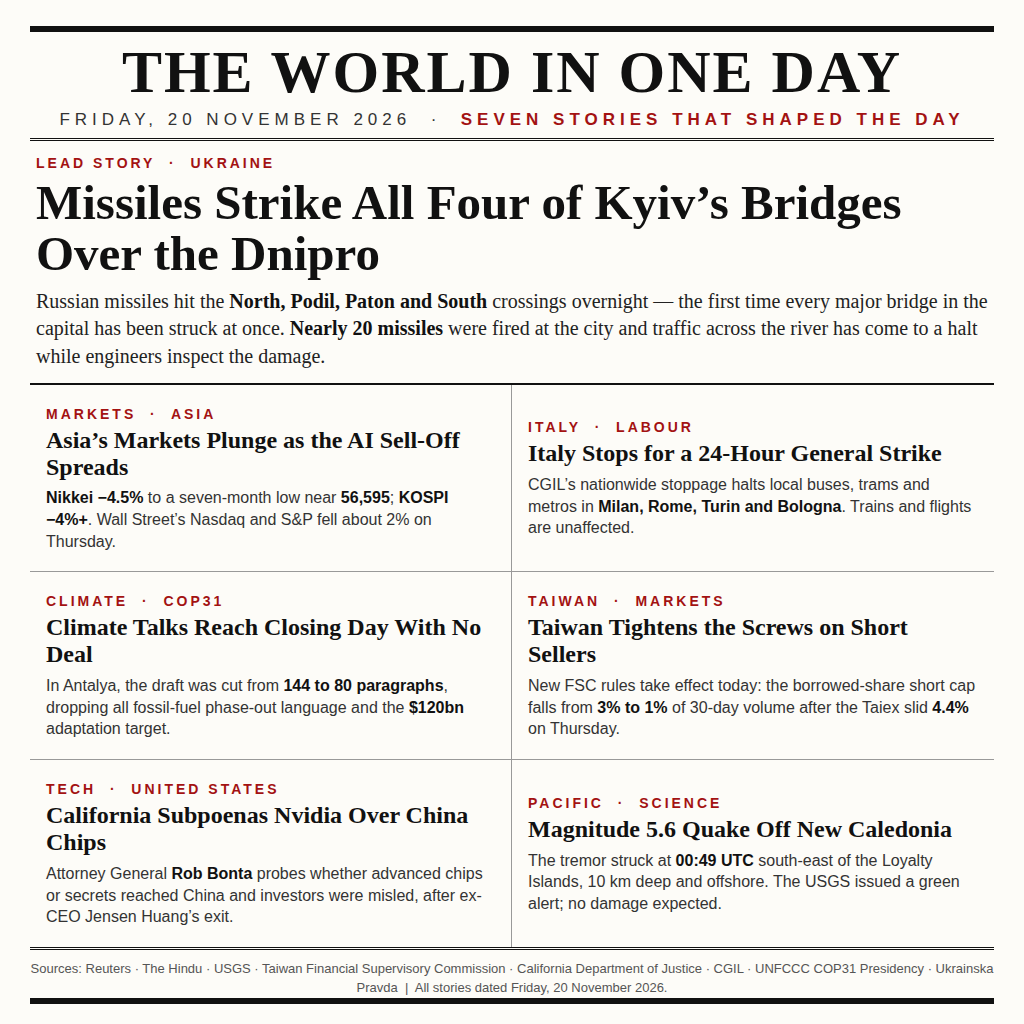 THE WORLD IN ONE DAY
FRIDAY, 20 NOVEMBER 2026 · SEVEN STORIES THAT SHAPED THE DAY
LEAD STORY · UKRAINE
Missiles Strike All Four of Kyiv’s Bridges
Over the Dnipro
Russian missiles hit the North, Podil, Paton and South crossings overnight — the first time every major bridge in the
capital has been struck at once. Nearly 20 missiles were fired at the city and traffic across the river has come to a halt
while engineers inspect the damage.
MARKETS · ASIA
Asia’s Markets Plunge as the AI Sell-Off
Spreads
Nikkei −4.5% to a seven-month low near 56,595; KOSPI
−4%+. Wall Street’s Nasdaq and S&P fell about 2% on
Thursday.
ITALY · LABOUR
Italy Stops for a 24-Hour General Strike
CGIL’s nationwide stoppage halts local buses, trams and
metros in Milan, Rome, Turin and Bologna. Trains and flights
are unaffected.
CLIMATE · COP31
Climate Talks Reach Closing Day With No
Deal
In Antalya, the draft was cut from 144 to 80 paragraphs,
dropping all fossil-fuel phase-out language and the $120bn
adaptation target.
TAIWAN · MARKETS
Taiwan Tightens the Screws on Short
Sellers
New FSC rules take effect today: the borrowed-share short cap
falls from 3% to 1% of 30-day volume after the Taiex slid 4.4%
on Thursday.
TECH · UNITED STATES
California Subpoenas Nvidia Over China
Chips
Attorney General Rob Bonta probes whether advanced chips
or secrets reached China and investors were misled, after ex-
CEO Jensen Huang’s exit.
PACIFIC · SCIENCE
Magnitude 5.6 Quake Off New Caledonia
The tremor struck at 00:49 UTC south-east of the Loyalty
Islands, 10 km deep and offshore. The USGS issued a green
alert; no damage expected.
Sources: Reuters · The Hindu · USGS · Taiwan Financial Supervisory Commission · California Department of Justice · CGIL · UNFCCC COP31 Presidency · Ukrainska
Pravda | All stories dated Friday, 20 November 2026.